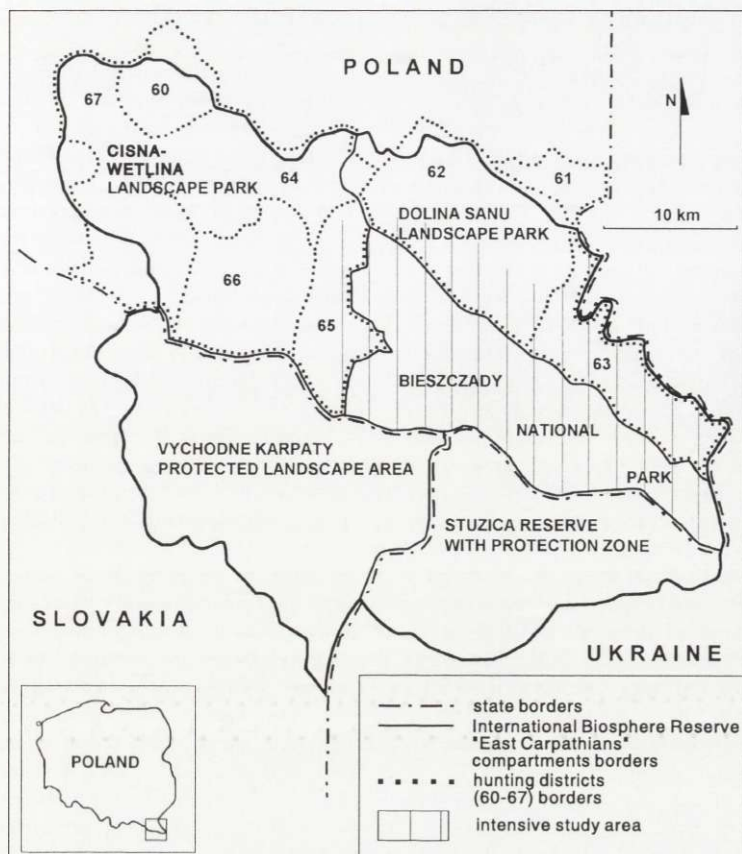 POLAND
N
67
60
CISNA-
WETLINA
LANDSCAPE PARK
64
62
61
DOLINA SANU
LANDSCAPE PARK
10 km
66
65
63
BIESZCZADY
NATIONAL
PARK
VYCHODNE KARPATY
PROTECTED LANDSCAPE AREA
STUZICA RESERVE
WITH PROTECTION ZONE
SLOVAKIA
UKRAINE
POLAND
state borders
International Biosphere Reserve
"East Carpathians"
compartments borders
hunting districts
(60-67) borders
intensive study area